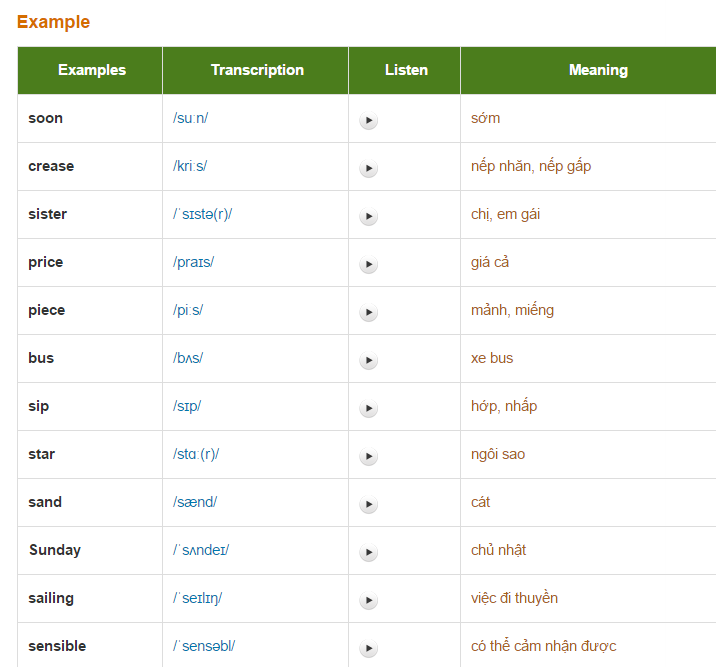 Example
Examples Transcription Listen Meaning
soon /suːn/ sớm
crease /kriːs/ nếp nhăn, nếp gấp
sister /ˈsɪstə(r)/ chị, em gái
price /praɪs/ giá cả
piece /piːs/ mảnh, miếng
bus /bʌs/ xe bus
sip /sɪp/ hớp, nhấp
star /stɑː(r)/ ngôi sao
sand /sænd/ cát
Sunday /ˈsʌndeɪ/ chủ nhật
sailing /ˈseɪlɪŋ/ việc đi thuyền
sensible /ˈsensəbl/ có thể cảm nhận được